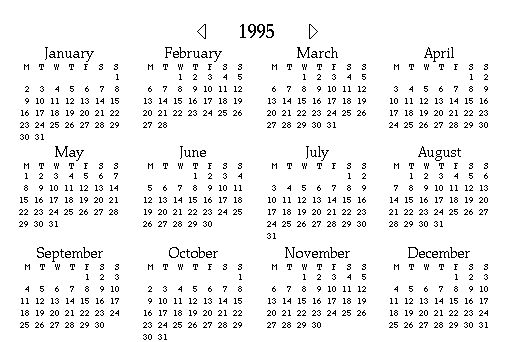 1995
January
M T W T F S S
1
2 3 4 5 6 7 8
9 10 11 12 13 14 15
16 17 18 19 20 21 22
23 24 25 26 27 28 29
30 31
February
M T W T F S S
1 2 3 4 5
6 7 8 9 10 11 12
13 14 15 16 17 18 19
20 21 22 23 24 25 26
27 28
March
M T W T F S S
1 2 3 4 5
6 7 8 9 10 11 12
13 14 15 16 17 18 19
20 21 22 23 24 25 26
27 28 29 30 31
April
M T W T F S S
1 2
3 4 5 6 7 8 9
10 11 12 13 14 15 16
17 18 19 20 21 22 23
24 25 26 27 28 29 30
May
M T W T F S S
1 2 3 4 5 6 7
8 9 10 11 12 13 14
15 16 17 18 19 20 21
22 23 24 25 26 27 28
29 30 31
June
M T W T F S S
1 2 3 4
5 6 7 8 9 10 11
12 13 14 15 16 17 18
19 20 21 22 23 24 25
26 27 28 29 30
July
M T W T F S S
1 2
3 4 5 6 7 8 9
10 11 12 13 14 15 16
17 18 19 20 21 22 23
24 25 26 27 28 29 30
31
August
M T W T F S S
1 2 3 4 5 6
7 8 9 10 11 12 13
14 15 16 17 18 19 20
21 22 23 24 25 26 27
28 29 30 31
September
M T W T F S S
1 2 3
4 5 6 7 8 9 10
11 12 13 14 15 16 17
18 19 20 21 22 23 24
25 26 27 28 29 30
October
M T W T F S S
1
2 3 4 5 6 7 8
9 10 11 12 13 14 15
16 17 18 19 20 21 22
23 24 25 26 27 28 29
30 31
November
M T W T F S S
1 2 3 4 5
6 7 8 9 10 11 12
13 14 15 16 17 18 19
20 21 22 23 24 25 26
27 28 29 30
December
M T W T F S S
1 2 3
4 5 6 7 8 9 10
11 12 13 14 15 16 17
18 19 20 21 22 23 24
25 26 27 28 29 30 31